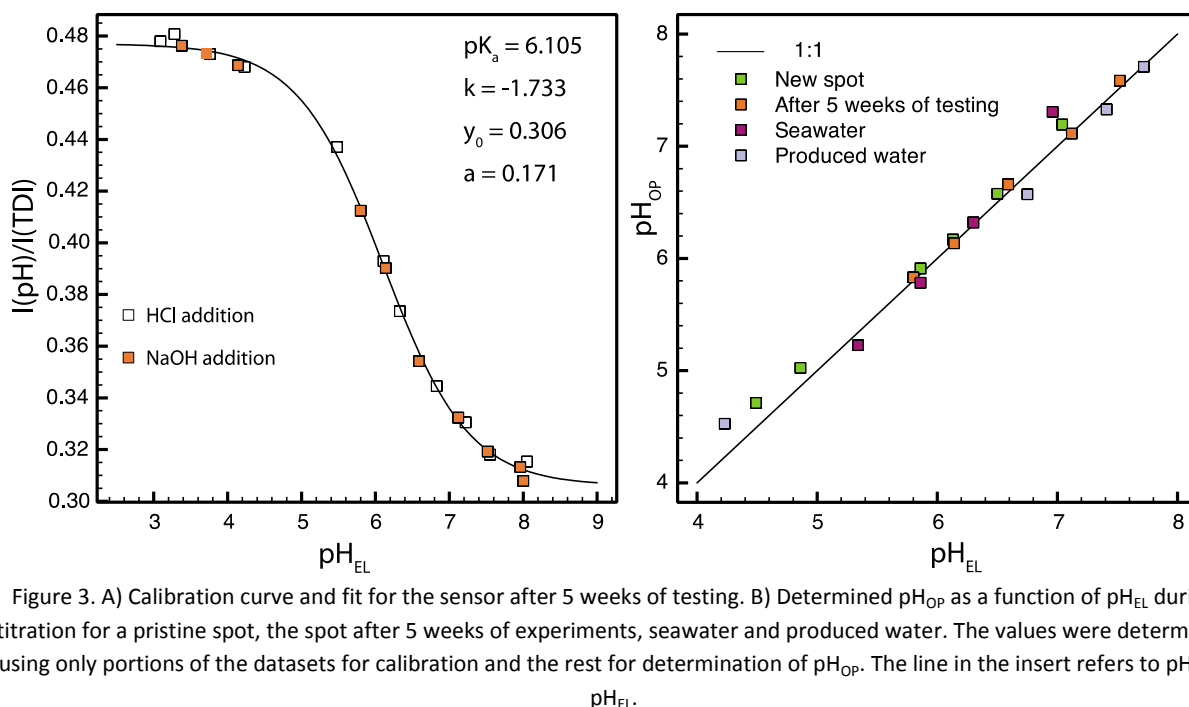 0.48
0.46
0.44
0.42
0.40
0.38
0.36
0.34
0.32
0.30
I(pH)/I(TDI)
pKa = 6.105
k = -1.733
y0 = 0.306
a = 0.171
HCl addition
NaOH addition
3 4 5 6 7 8 9
pHEL
8
7
6
5
4
pHOP
1:1
New spot
After 5 weeks of testing
Seawater
Produced water
4 5 6 7 8
pHEL
Figure 3. A) Calibration curve and fit for the sensor after 5 weeks of testing. B) Determined pHOP as a function of pHEL duri
titration for a pristine spot, the spot after 5 weeks of experiments, seawater and produced water. The values were determ
using only portions of the datasets for calibration and the rest for determination of pHOP. The line in the insert refers to pH
pHEL.